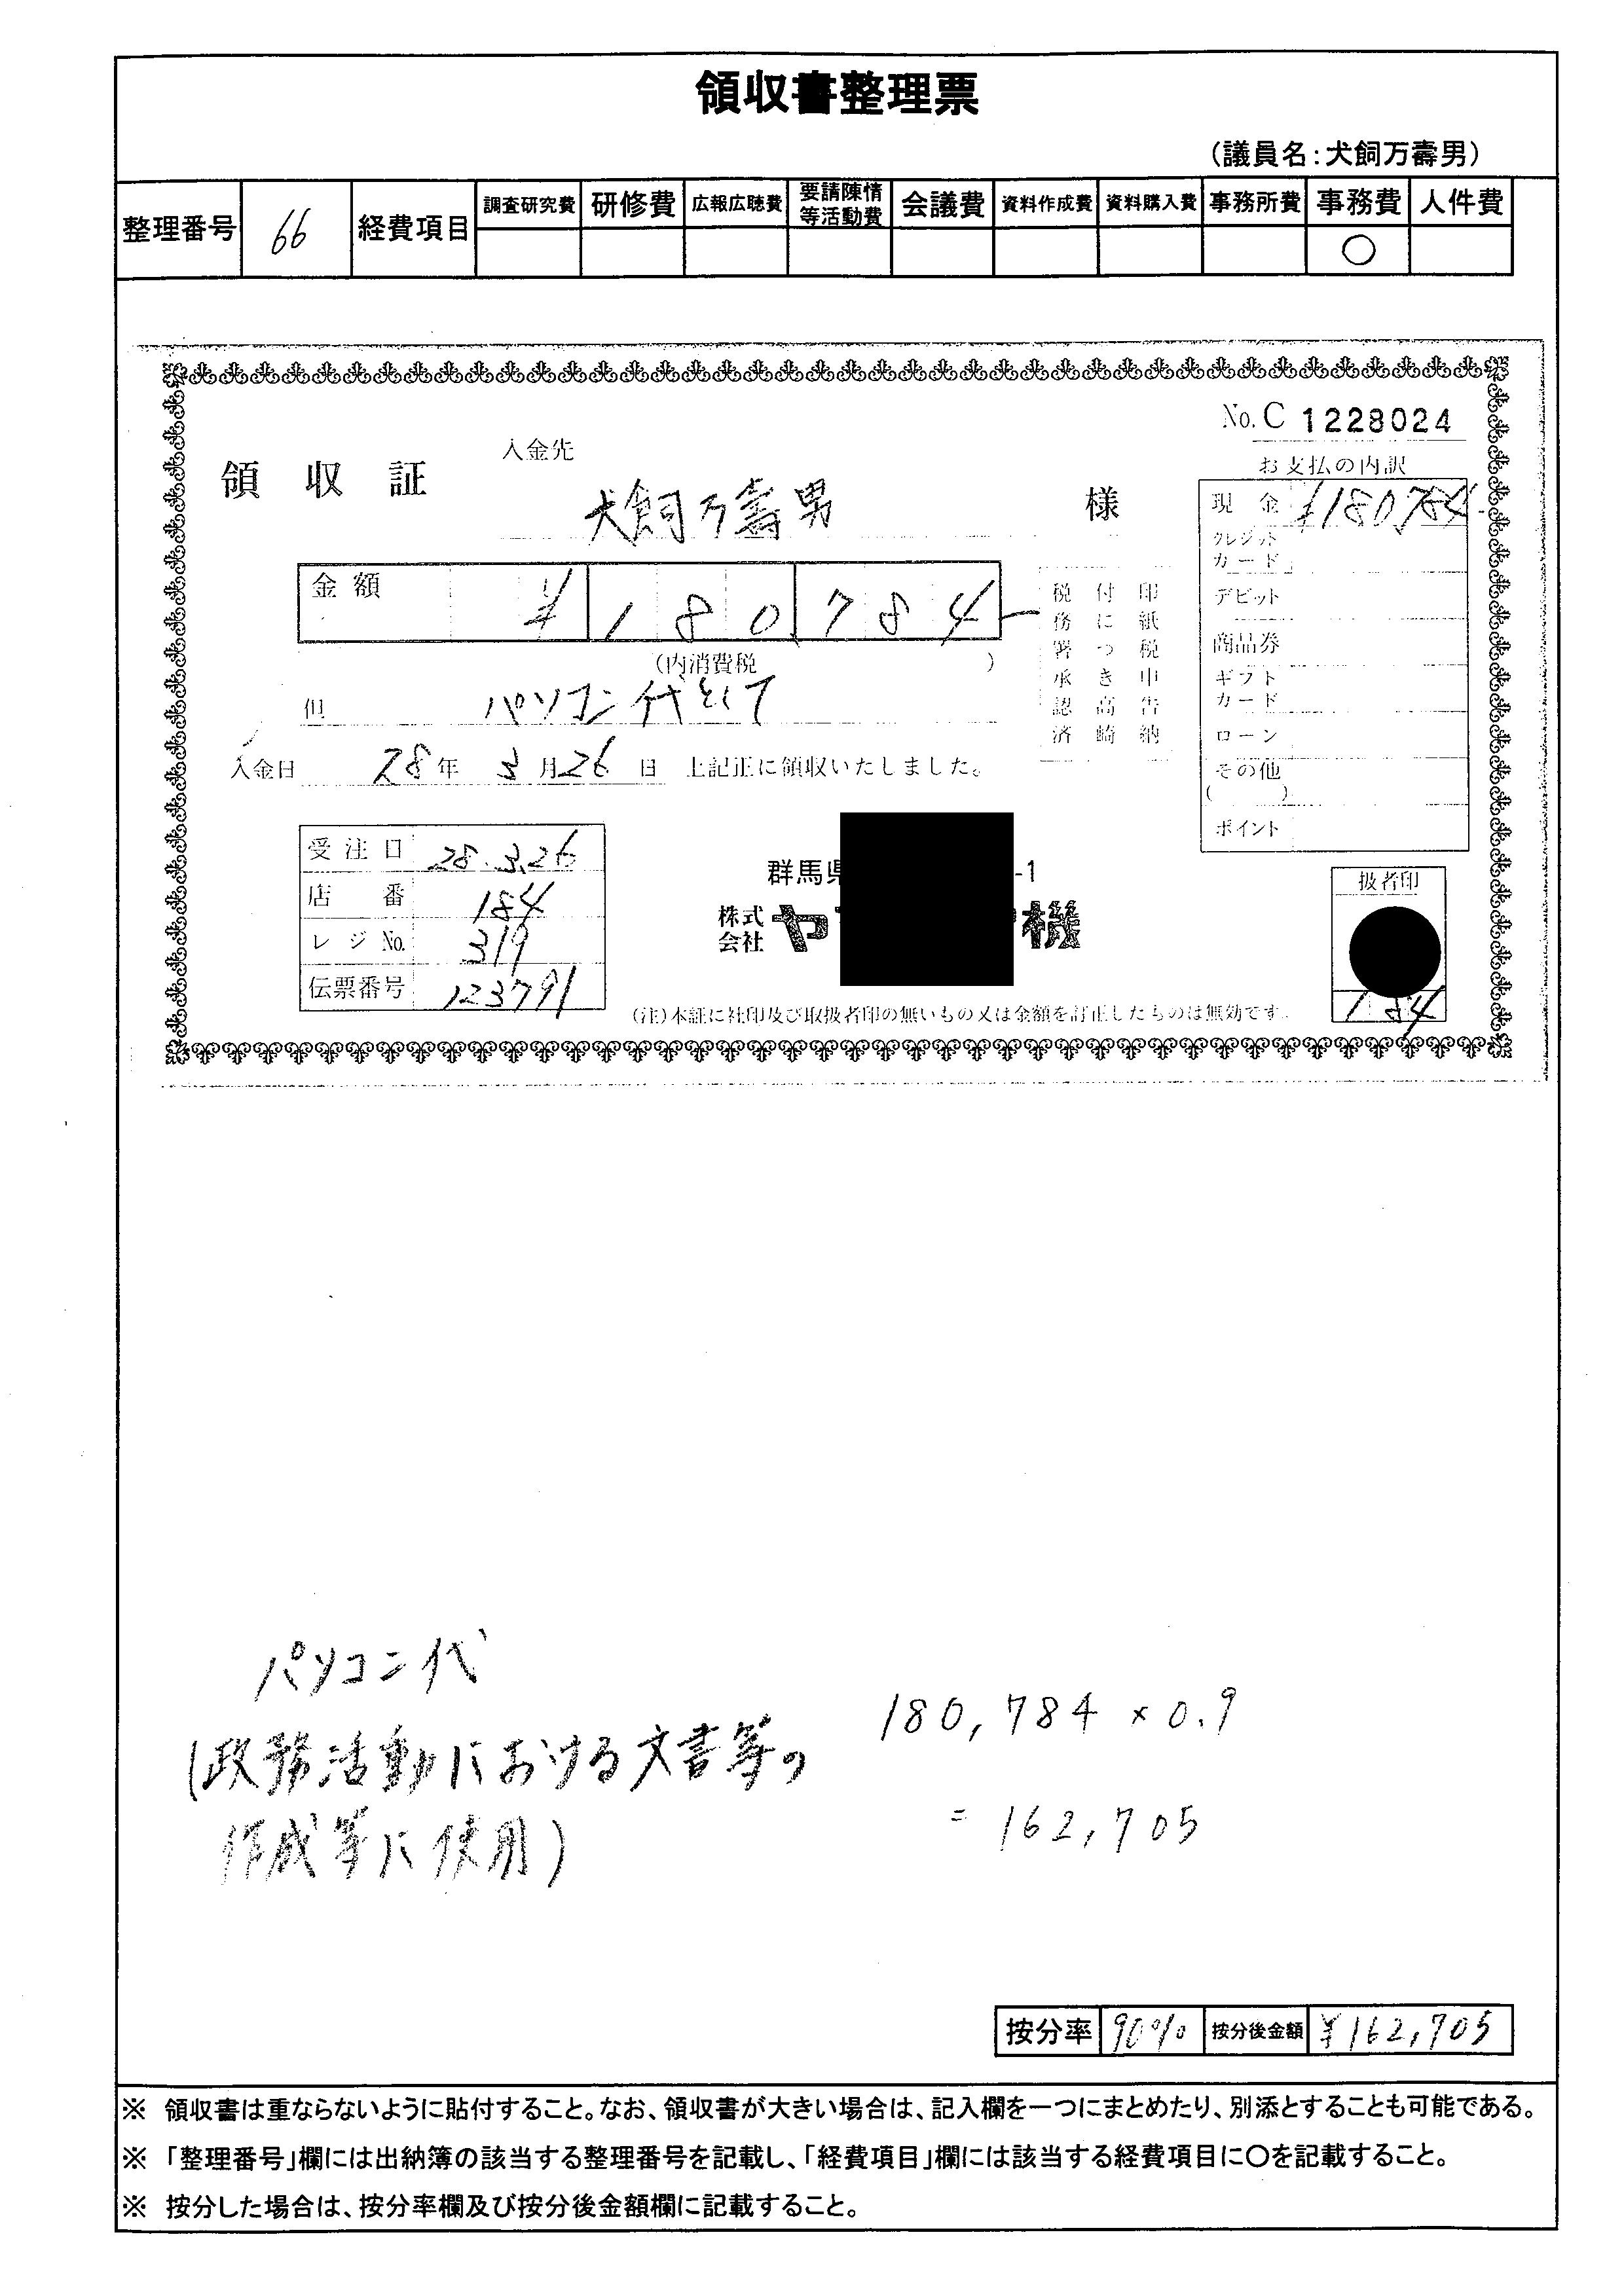 領収書整理票
(議員名:犬飼万壽男)
整理番号 66 経費項目 調査研究費 研修費 広報広聴費 要請陳情等活動費 会議費 資料作成費 資料購入費 事務所費 事務費 人件費
○
No. C 1228024
領収証
入金先
犬飼万壽男 様
お支払の内訳
現金 ¥180,784-
クレジットカード
デビット
商品券
ギフトカード
ローン
その他
( )
ポイント
金額 ¥180784-
(内消費税 )
但 パソコン代として
入金日 28年 3月26日 上記正に領収いたしました。
印紙税申告納
付につき高崎
税務署承認済
受注日 28.3.26
店番 184
レジNo. 319
伝票番号 123791
群馬県 -1
株式会社 ヤ 機
扱者印
184
(注)本証に社印及び取扱者印の無いもの又は金額を訂正したものは無効です。
パソコン代
(政務活動における文書等の
作成等に使用)
180,784×0.9
=162,705
按分率 90% 按分後金額 ¥162,705
※ 領収書は重ならないように貼付すること。なお、領収書が大きい場合は、記入欄を一つにまとめたり、別添とすることも可能である。
※ 「整理番号」欄には出納簿の該当する整理番号を記載し、「経費項目」欄には該当する経費項目に○を記載すること。
※ 按分した場合は、按分率欄及び按分後金額欄に記載すること。